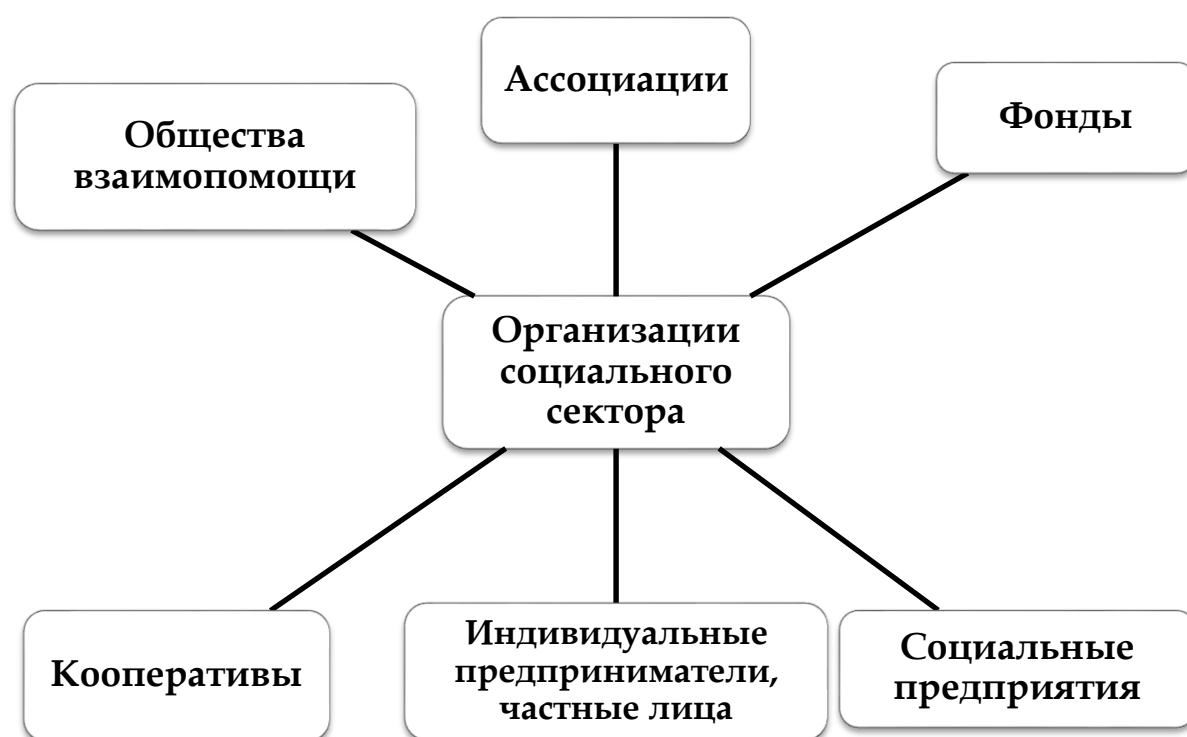 Ассоциации
Общества
взаимопомощи
Фонды
Организации
социального
сектора
Кооперативы
Индивидуальные
предприниматели,
частные лица
Социальные
предприятия